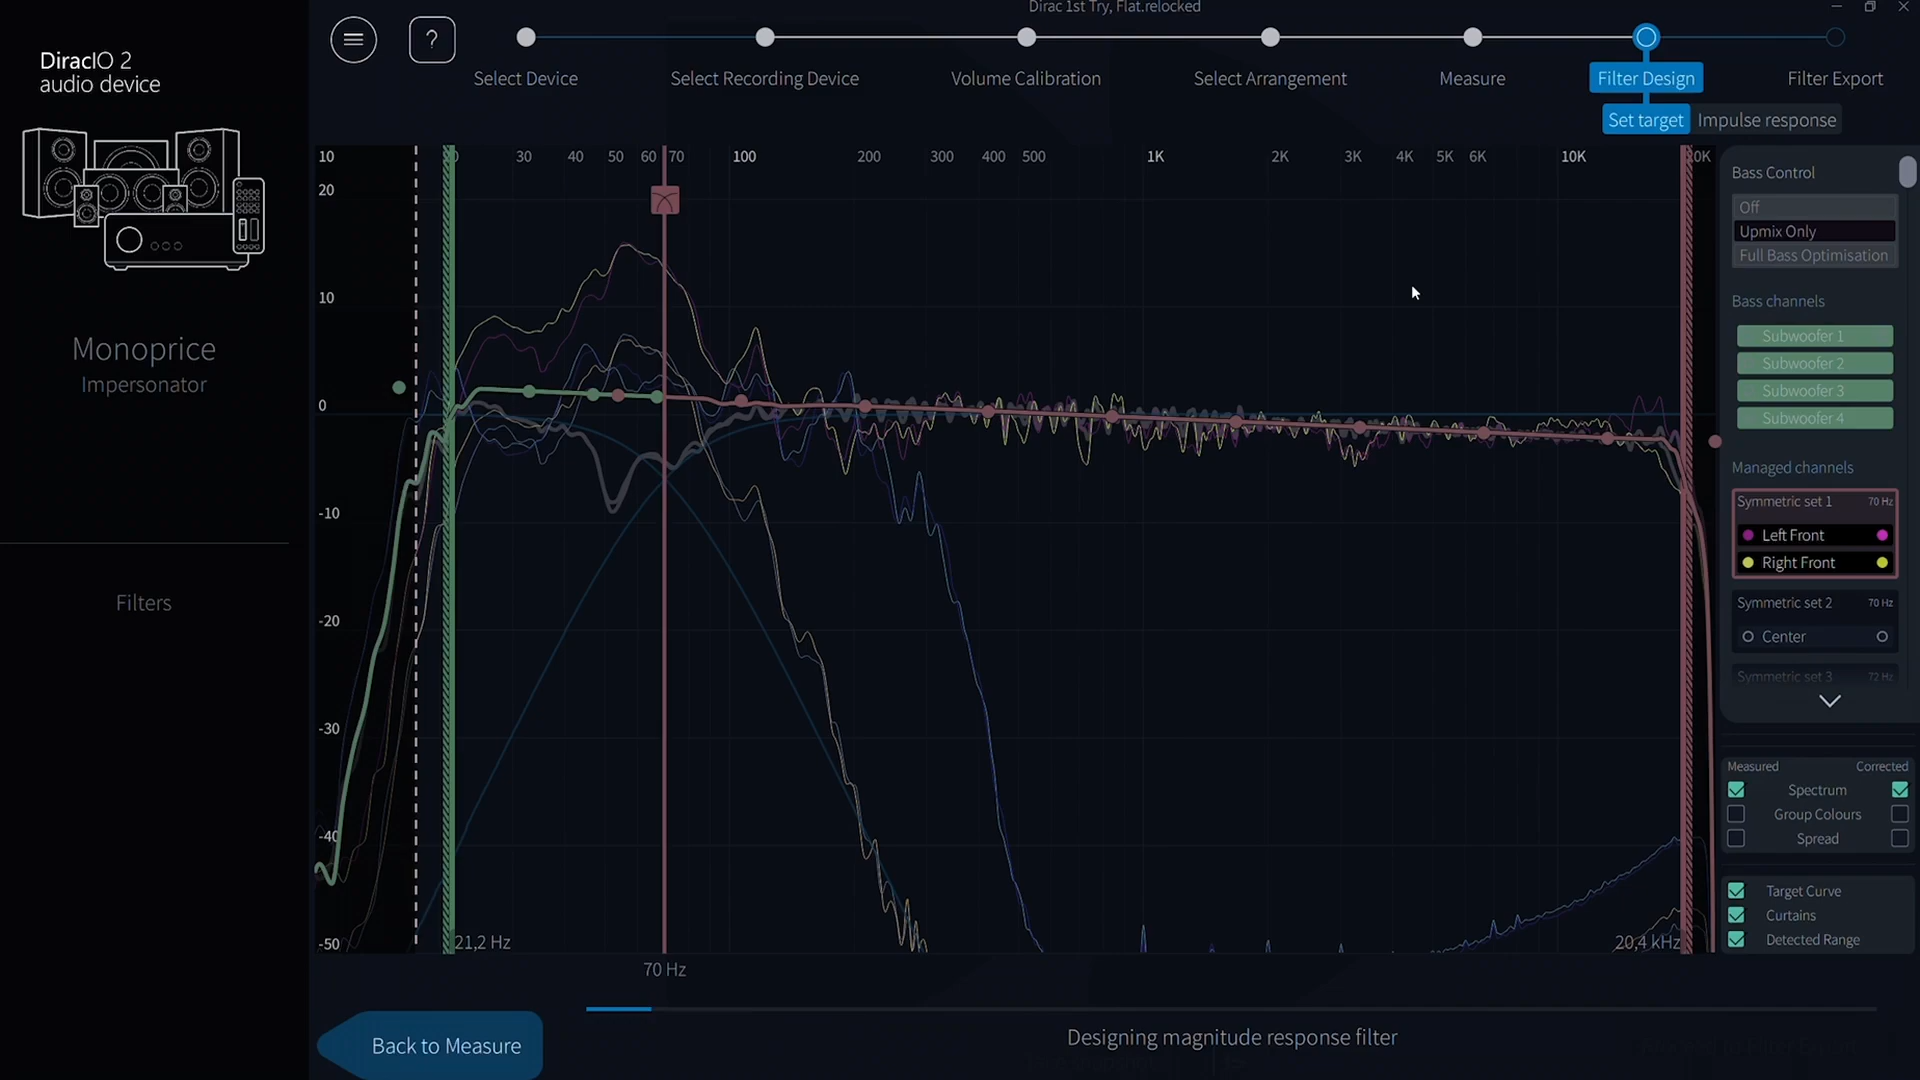 Dirac 1st Try, Flat.relocked
DiracIO 2
audio device
?
Select Device
Select Recording Device
Volume Calibration
Select Arrangement
Measure
Filter Design
Filter Export
Set target
Impulse response
10
30
40
50
60
70
100
200
300
400
500
1K
2K
3K
4K
5K
6K
10K
20
10
0
-10
-20
-30
-40
-50
21,2 Hz
20,4 kHz
70 Hz
Monoprice
Impersonator
Filters
Bass Control
Off
Upmix Only
Full Bass Optimisation
Bass channels
Subwoofer 1
Subwoofer 2
Subwoofer 3
Subwoofer 4
Managed channels
Symmetric set 1 70 Hz
Left Front
Right Front
Symmetric set 2 70 Hz
Center
Symmetric set 3 72 Hz
Measured Corrected
Spectrum
Group Colours
Spread
Target Curve
Curtains
Detected Range
Back to Measure
Designing magnitude response filter